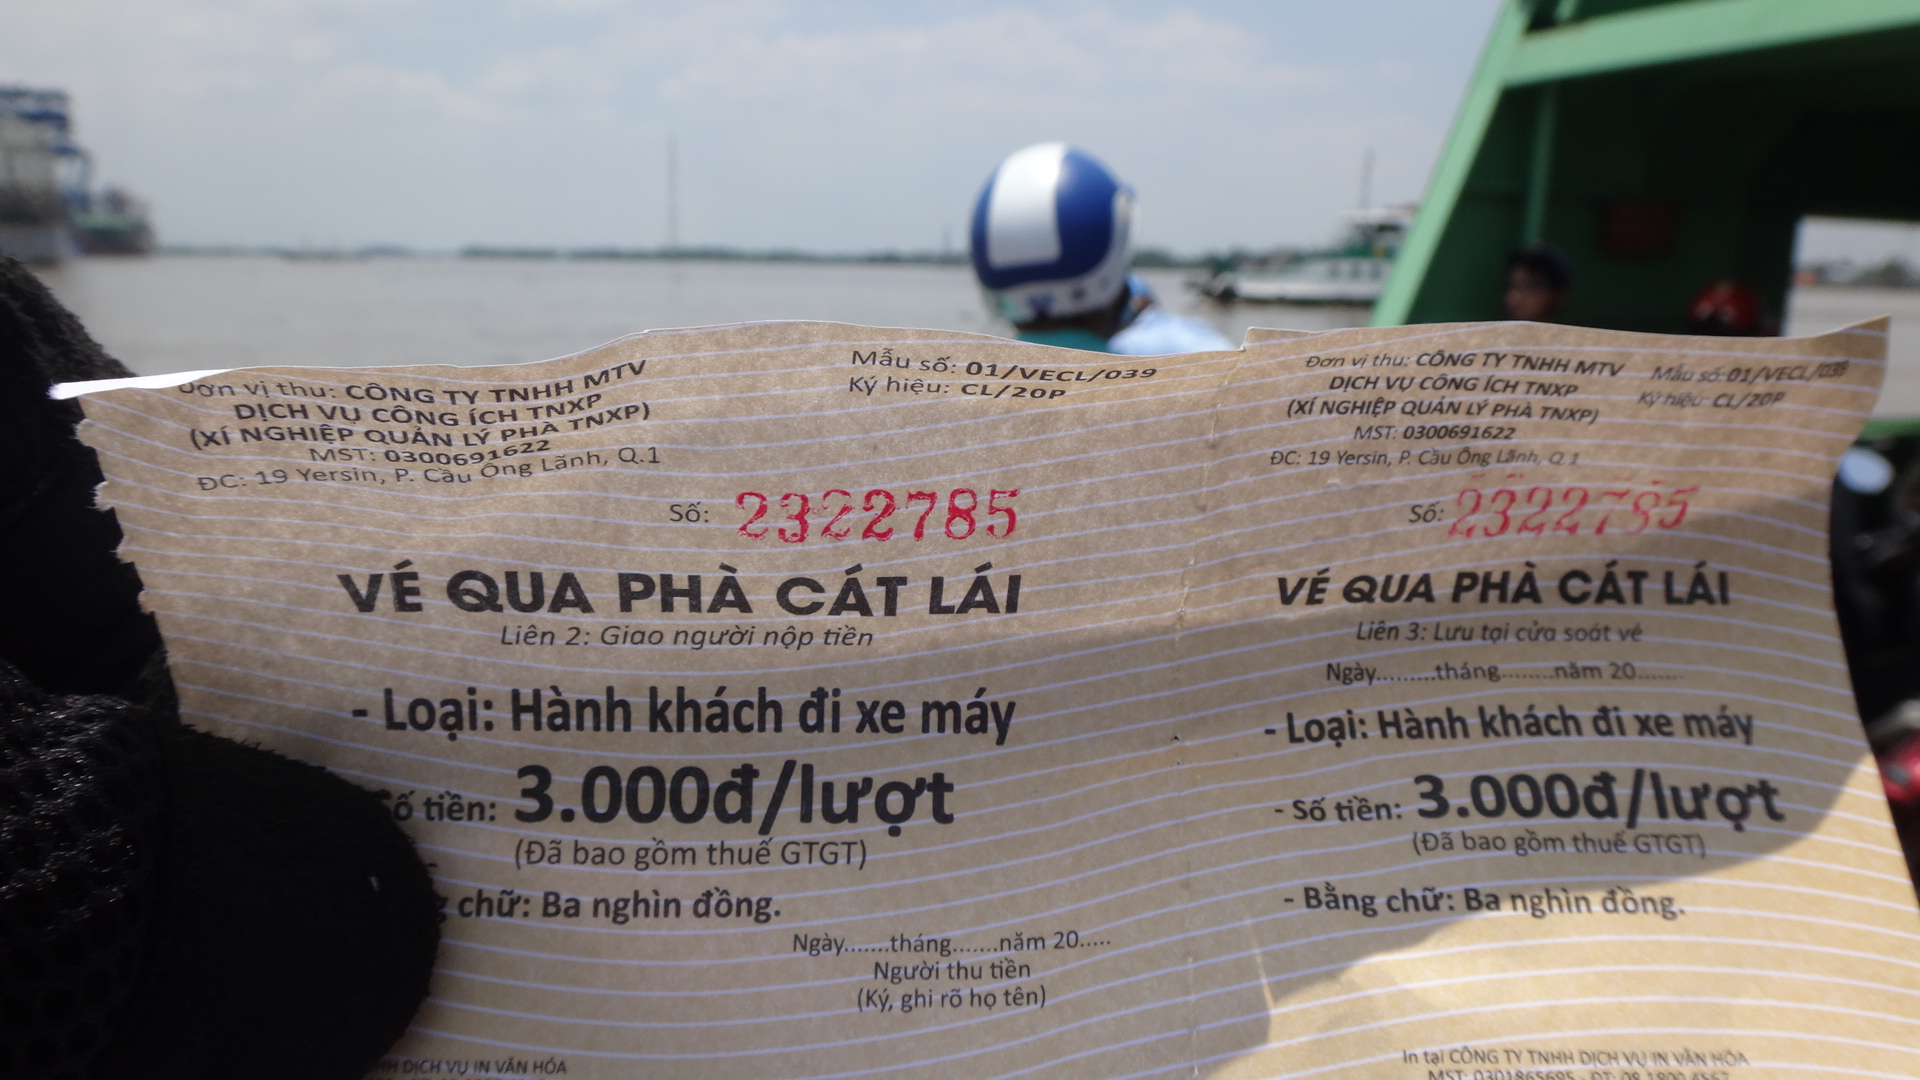 Đơn vị thu: CÔNG TY TNHH MTV
DỊCH VỤ CÔNG ÍCH TNXP
(XÍ NGHIỆP QUẢN LÝ PHÀ TNXP)
MST: 0300691622
ĐC: 19 Yersin, P. Cầu Ông Lãnh, Q.1
Mẫu số: 01/VECL/039
Ký hiệu: CL/20P
Số: 2322785
VÉ QUA PHÀ CÁT LÁI
Liên 2: Giao người nộp tiền
- Loại: Hành khách đi xe máy
ố tiền: 3.000đ/lượt
(Đã bao gồm thuế GTGT)
chữ: Ba nghìn đồng.
Ngày.......tháng.......năm 20.....
Người thu tiền
(Ký, ghi rõ họ tên)
DỊCH VỤ IN VĂN HÓA
Đơn vị thu: CÔNG TY TNHH MTV
DỊCH VỤ CÔNG ÍCH TNXP
(XÍ NGHIỆP QUẢN LÝ PHÀ TNXP)
MST: 0300691622
ĐC: 19 Yersin, P. Cầu Ông Lãnh, Q.1
Mẫu số: 01/VECL/039
Ký hiệu: CL/20P
Số: 2322785
VÉ QUA PHÀ CÁT LÁI
Liên 3: Lưu tại cửa soát vé
Ngày.........tháng........năm 20.......
- Loại: Hành khách đi xe máy
- Số tiền: 3.000đ/lượt
(Đã bao gồm thuế GTGT)
- Bằng chữ: Ba nghìn đồng.
In tại CÔNG TY TNHH DỊCH VỤ IN VĂN HÓA